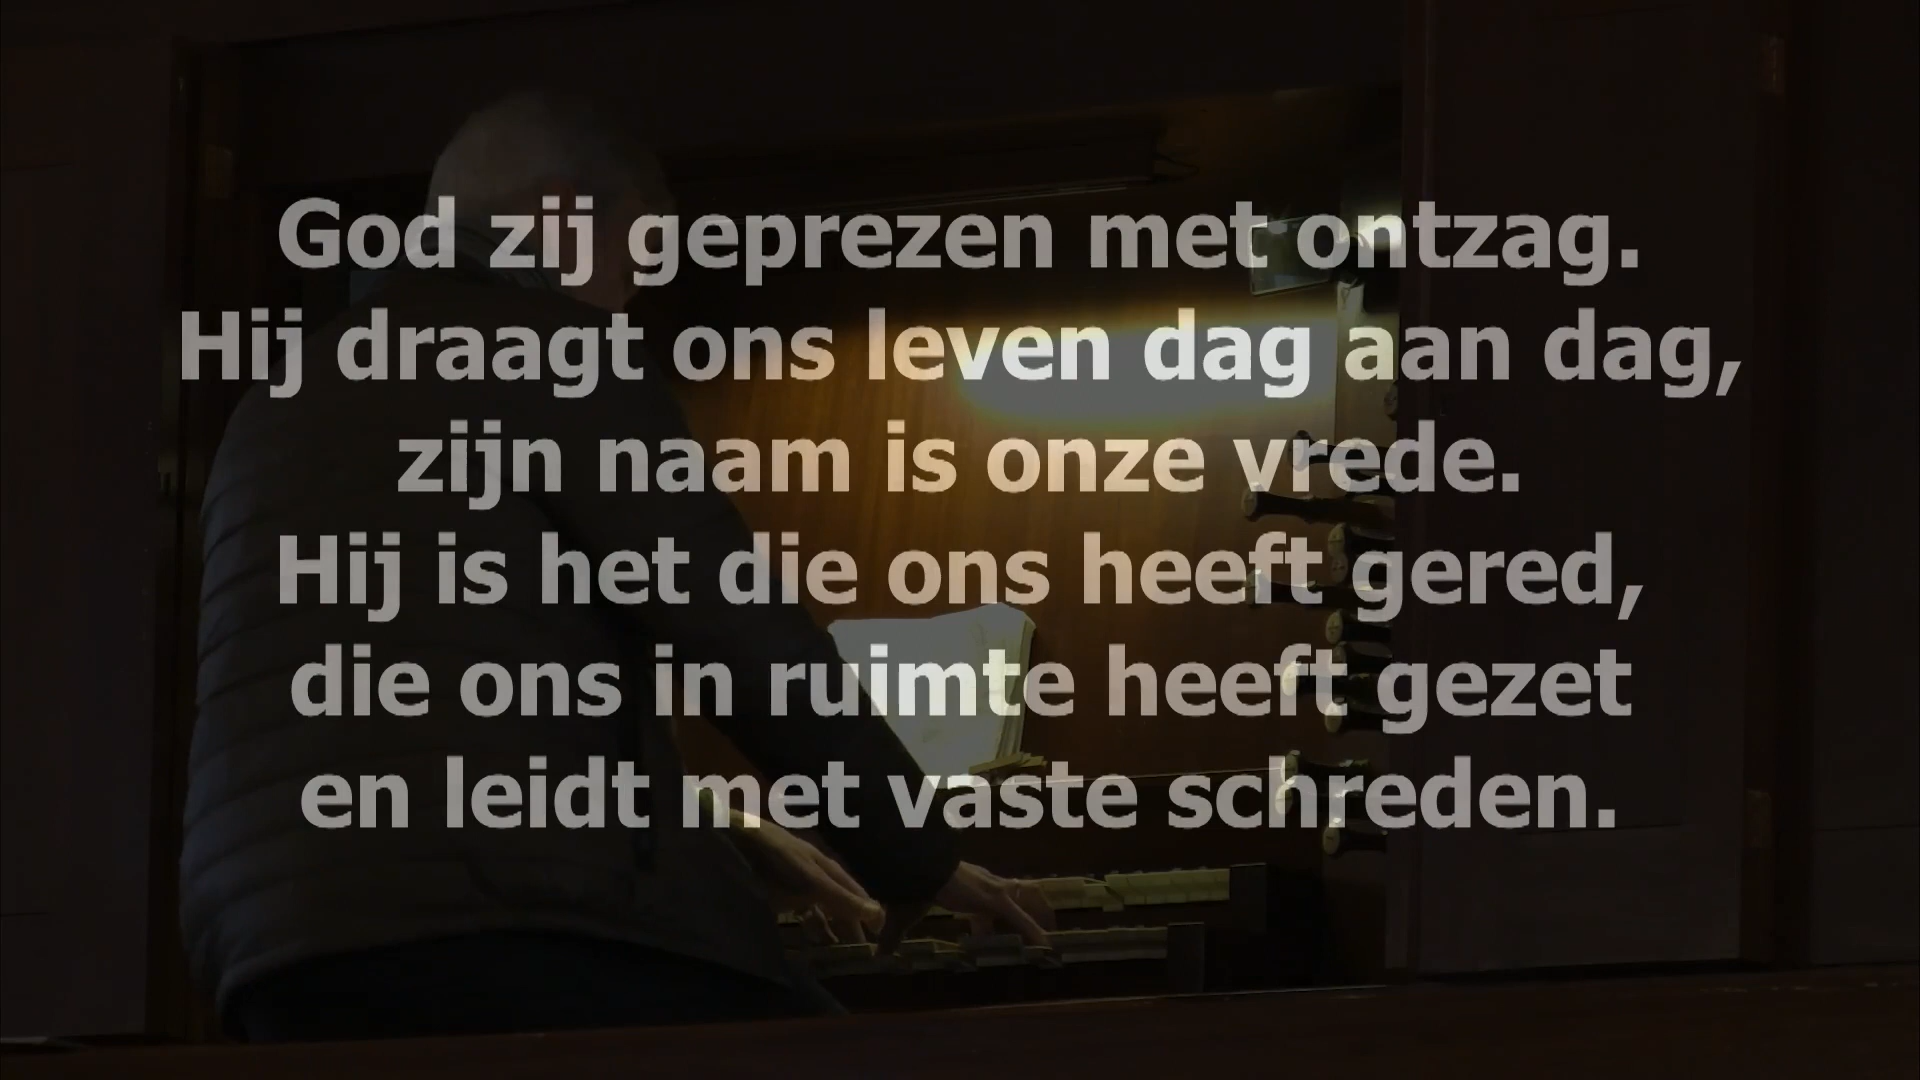 God zij geprezen met ontzag.
Hij draagt ons leven dag aan dag,
zijn naam is onze vrede.
Hij is het die ons heeft gered,
die ons in ruimte heeft gezet
en leidt met vaste schreden.